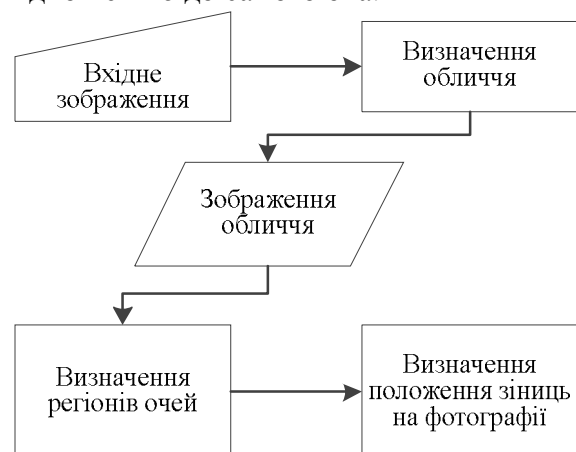 Вхідне
зображення
Визначення
обличчя
Зображення
обличчя
Визначення
регіонів очей
Визначення
положення зіниць
на фотографії